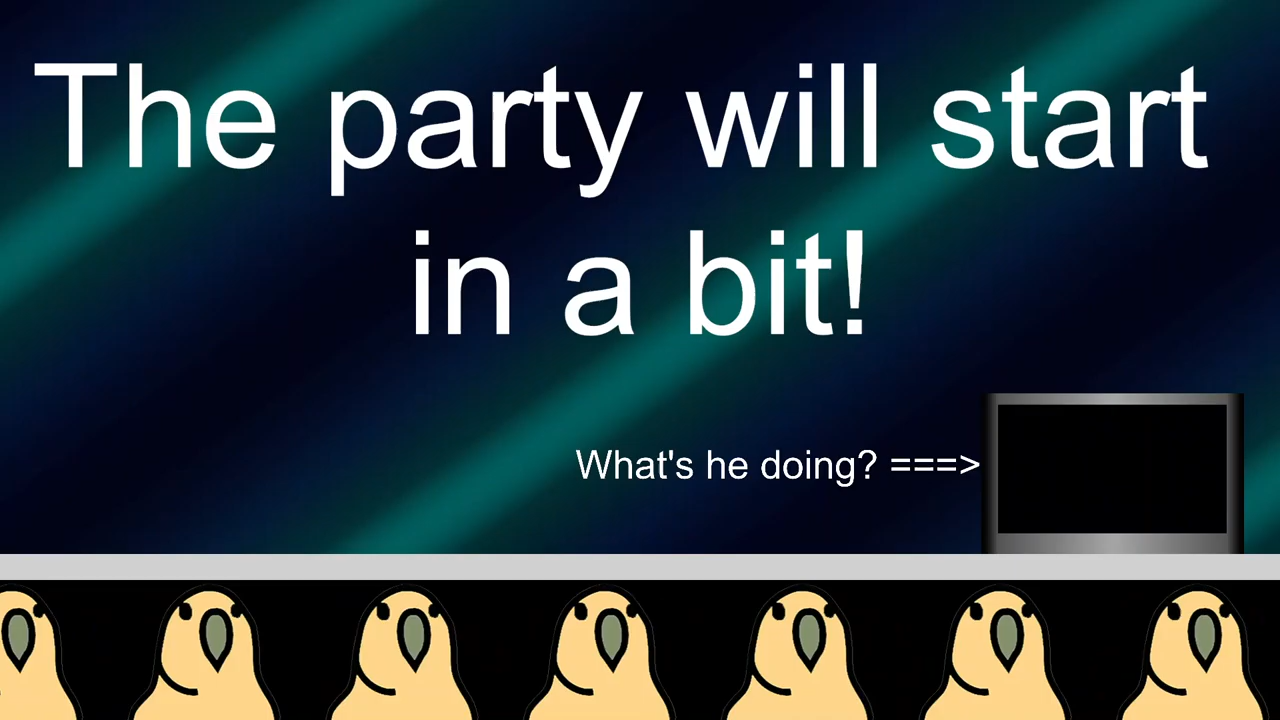 The party will start
in a bit!
What's he doing? ===>